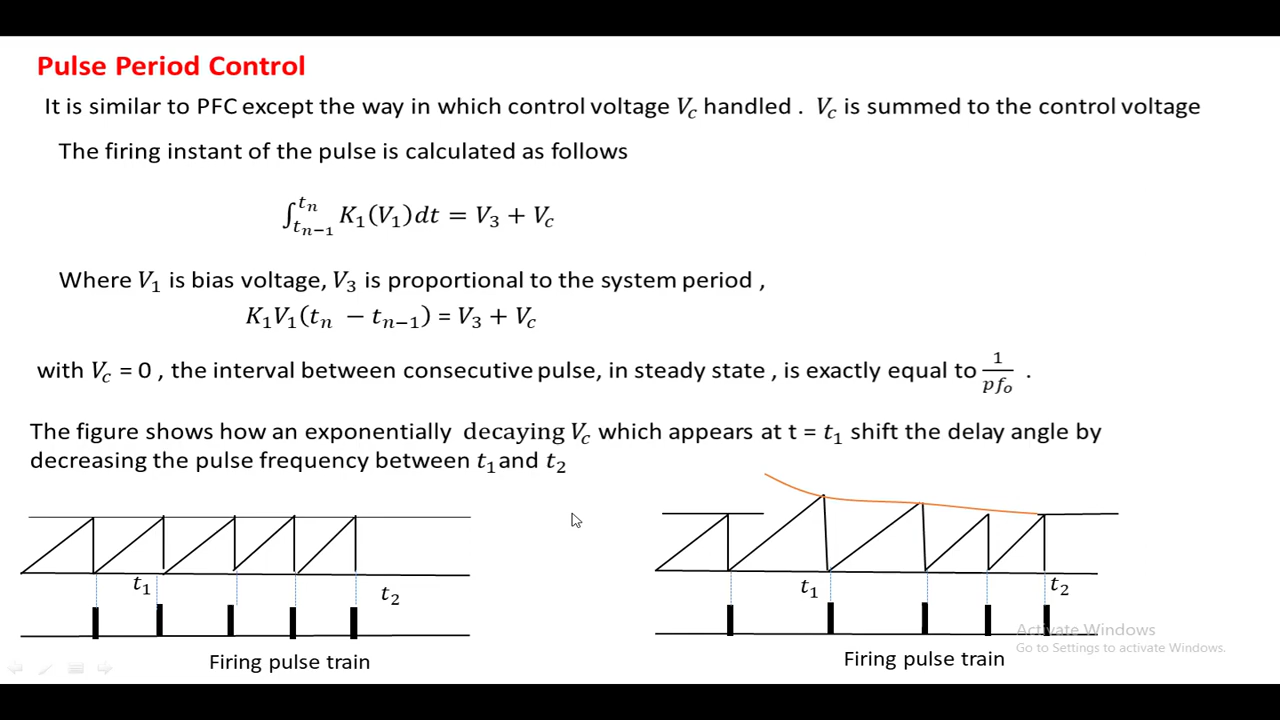 Pulse Period Control
It is similar to PFC except the way in which control voltage V_c handled . V_c is summed to the control voltage
The firing instant of the pulse is calculated as follows
∫_{t_{n−1}}^{t_n} K_1(V_1)dt = V_3 + V_c
Where V_1 is bias voltage, V_3 is proportional to the system period ,
K_1V_1(t_n − t_{n−1}) = V_3 + V_c
with V_c = 0 , the interval between consecutive pulse, in steady state , is exactly equal to 1/(pf_o) .
The figure shows how an exponentially decaying V_c which appears at t = t_1 shift the delay angle by
decreasing the pulse frequency between t_1 and t_2
t_1 t_2
Firing pulse train
t_1 t_2
Firing pulse train
Activate Windows
Go to Settings to activate Windows.